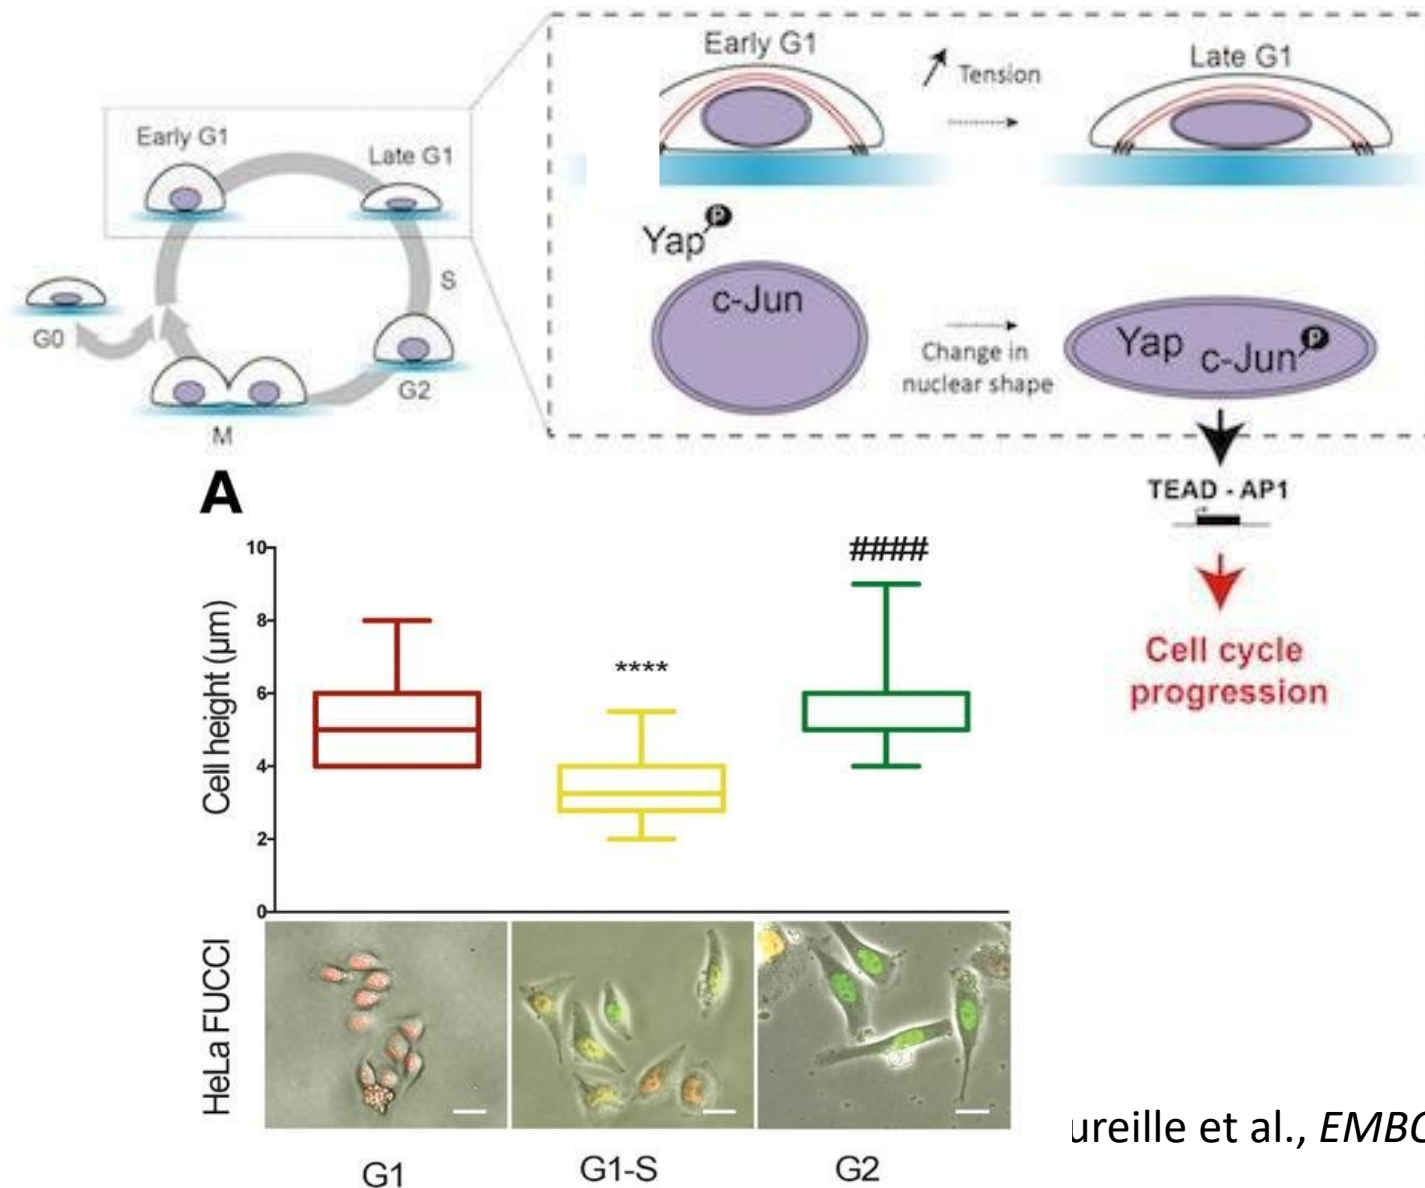 Early G1
Late G1
S
G0
G2
M
Early G1
Tension
Late G1
Yap P
c-Jun
Change in
nuclear shape
Yap
c-Jun P
TEAD - AP1
Cell cycle
progression
A
Cell height (µm)
10
8
6
4
2
0
****
####
HeLa FUCCI
G1
G1-S
G2
ureille et al., EMBO